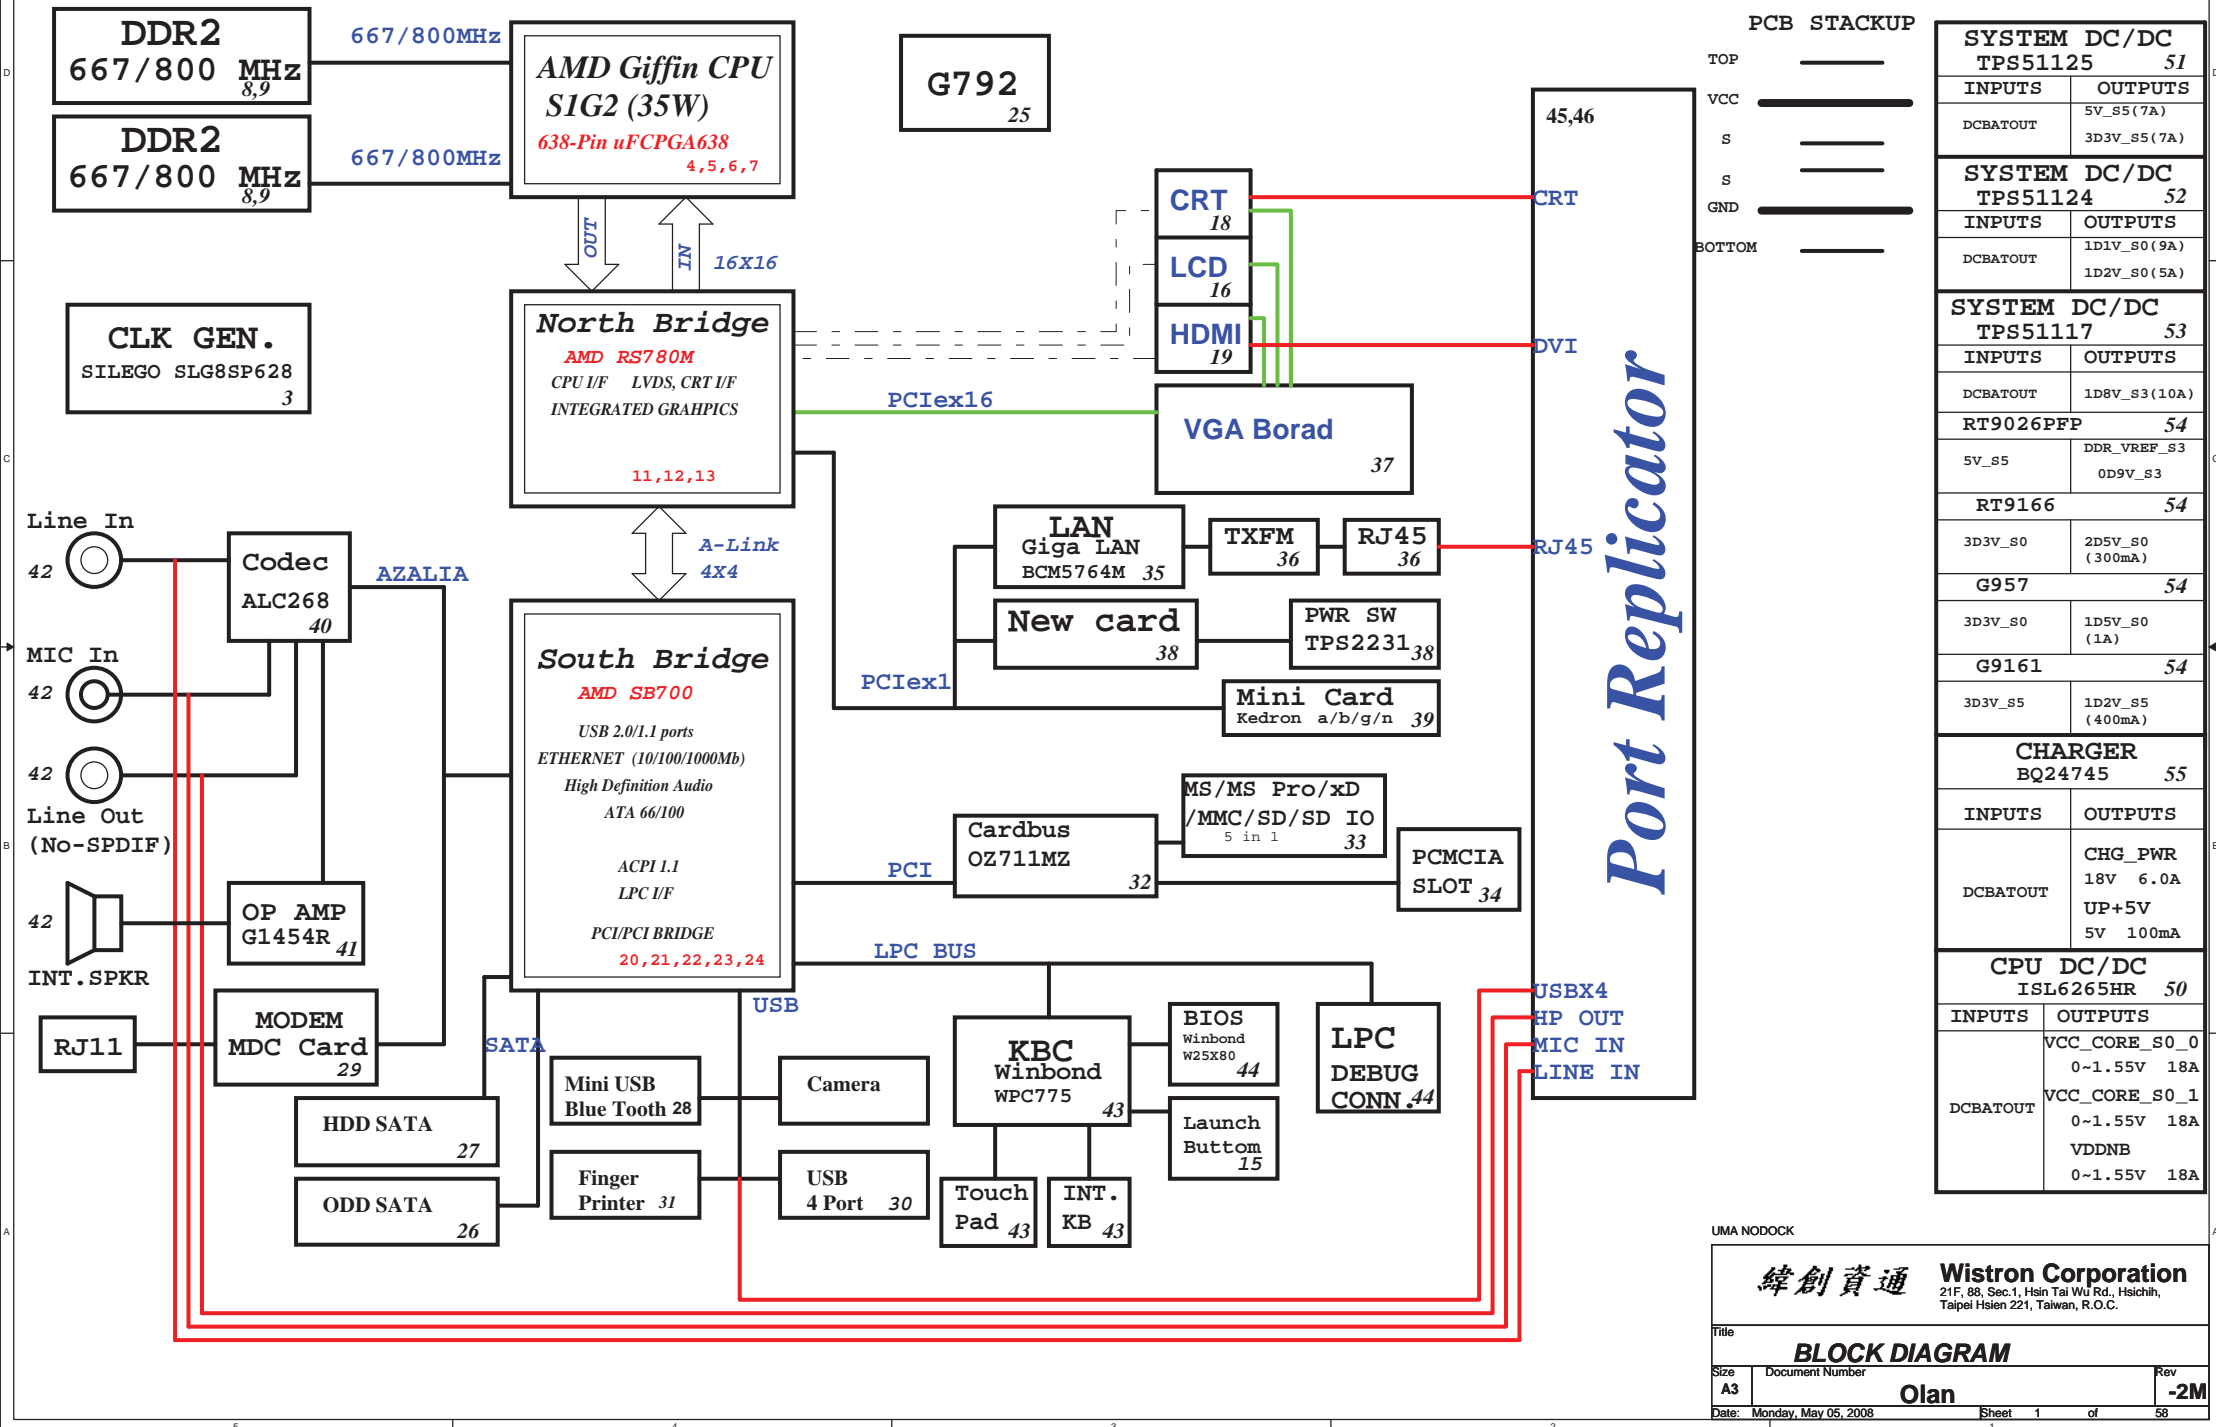 DDR2
667/800 MHz
8,9
667/800MHz
DDR2
667/800 MHz
8,9
667/800MHz
AMD Giffin CPU
S1G2 (35W)
638-Pin uFCPGA638
4,5,6,7
G792
25
OUT
IN
16X16
CLK GEN.
SILEGO SLG8SP628
3
North Bridge
AMD RS780M
CPU I/F LVDS, CRT I/F
INTEGRATED GRAHPICS
11,12,13
CRT
18
LCD
16
HDMI
19
PCIex16
VGA Borad
37
A-Link
4X4
LAN
Giga LAN
BCM5764M 35
TXFM
36
RJ45
36
New card
38
PWR SW
TPS2231 38
PCIex1
Mini Card
Kedron a/b/g/n 39
Line In
42
Codec
ALC268
40
AZALIA
MIC In
42
42
Line Out
(No-SPDIF)
42
INT.SPKR
OP AMP
G1454R 41
RJ11
MODEM
MDC Card
29
South Bridge
AMD SB700
USB 2.0/1.1 ports
ETHERNET (10/100/1000Mb)
High Definition Audio
ATA 66/100
ACPI 1.1
LPC I/F
PCI/PCI BRIDGE
20,21,22,23,24
PCI
Cardbus
OZ711MZ
32
MS/MS Pro/xD
/MMC/SD/SD IO
5 in 1 33
PCMCIA
SLOT 34
LPC BUS
USB
SATA
HDD SATA
27
ODD SATA
26
Mini USB
Blue Tooth 28
Camera
Finger
Printer 31
USB
4 Port 30
KBC
Winbond
WPC775
43
BIOS
Winbond
W25X80
44
Launch
Buttom
15
Touch
Pad 43
INT.
KB 43
LPC
DEBUG
CONN. 44
45,46
CRT
DVI
RJ45
Port Replicator
USBX4
HP OUT
MIC IN
LINE IN
PCB STACKUP
TOP
VCC
S
S
GND
BOTTOM
SYSTEM DC/DC
TPS51125 51
INPUTS OUTPUTS
DCBATOUT
5V_S5(7A)
3D3V_S5(7A)
SYSTEM DC/DC
TPS51124 52
INPUTS OUTPUTS
DCBATOUT
1D1V_S0(9A)
1D2V_S0(5A)
SYSTEM DC/DC
TPS51117 53
INPUTS OUTPUTS
DCBATOUT 1D8V_S3(10A)
RT9026PFP 54
5V_S5
DDR_VREF_S3
0D9V_S3
RT9166 54
3D3V_S0 2D5V_S0
(300mA)
G957 54
3D3V_S0 1D5V_S0
(1A)
G9161 54
3D3V_S5 1D2V_S5
(400mA)
CHARGER
BQ24745 55
INPUTS OUTPUTS
DCBATOUT
CHG_PWR
18V 6.0A
UP+5V
5V 100mA
CPU DC/DC
ISL6265HR 50
INPUTS OUTPUTS
DCBATOUT
VCC_CORE_S0_0
0~1.55V 18A
VCC_CORE_S0_1
0~1.55V 18A
VDDNB
0~1.55V 18A
UMA NODOCK
緯創資通
Wistron Corporation
21F, 88, Sec.1, Hsin Tai Wu Rd., Hsichih,
Taipei Hsien 221, Taiwan, R.O.C.
Title
BLOCK DIAGRAM
Size Document Number Rev
A3 Olan -2M
Date: Monday, May 05, 2008 Sheet 1 of 58
D
C
B
A